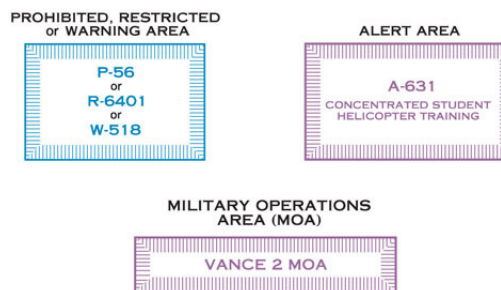 PROHIBITED, RESTRICTED
or WARNING AREA
P-56
or
R-6401
or
W-518
ALERT AREA
A-631
CONCENTRATED STUDENT
HELICOPTER TRAINING
MILITARY OPERATIONS
AREA (MOA)
VANCE 2 MOA